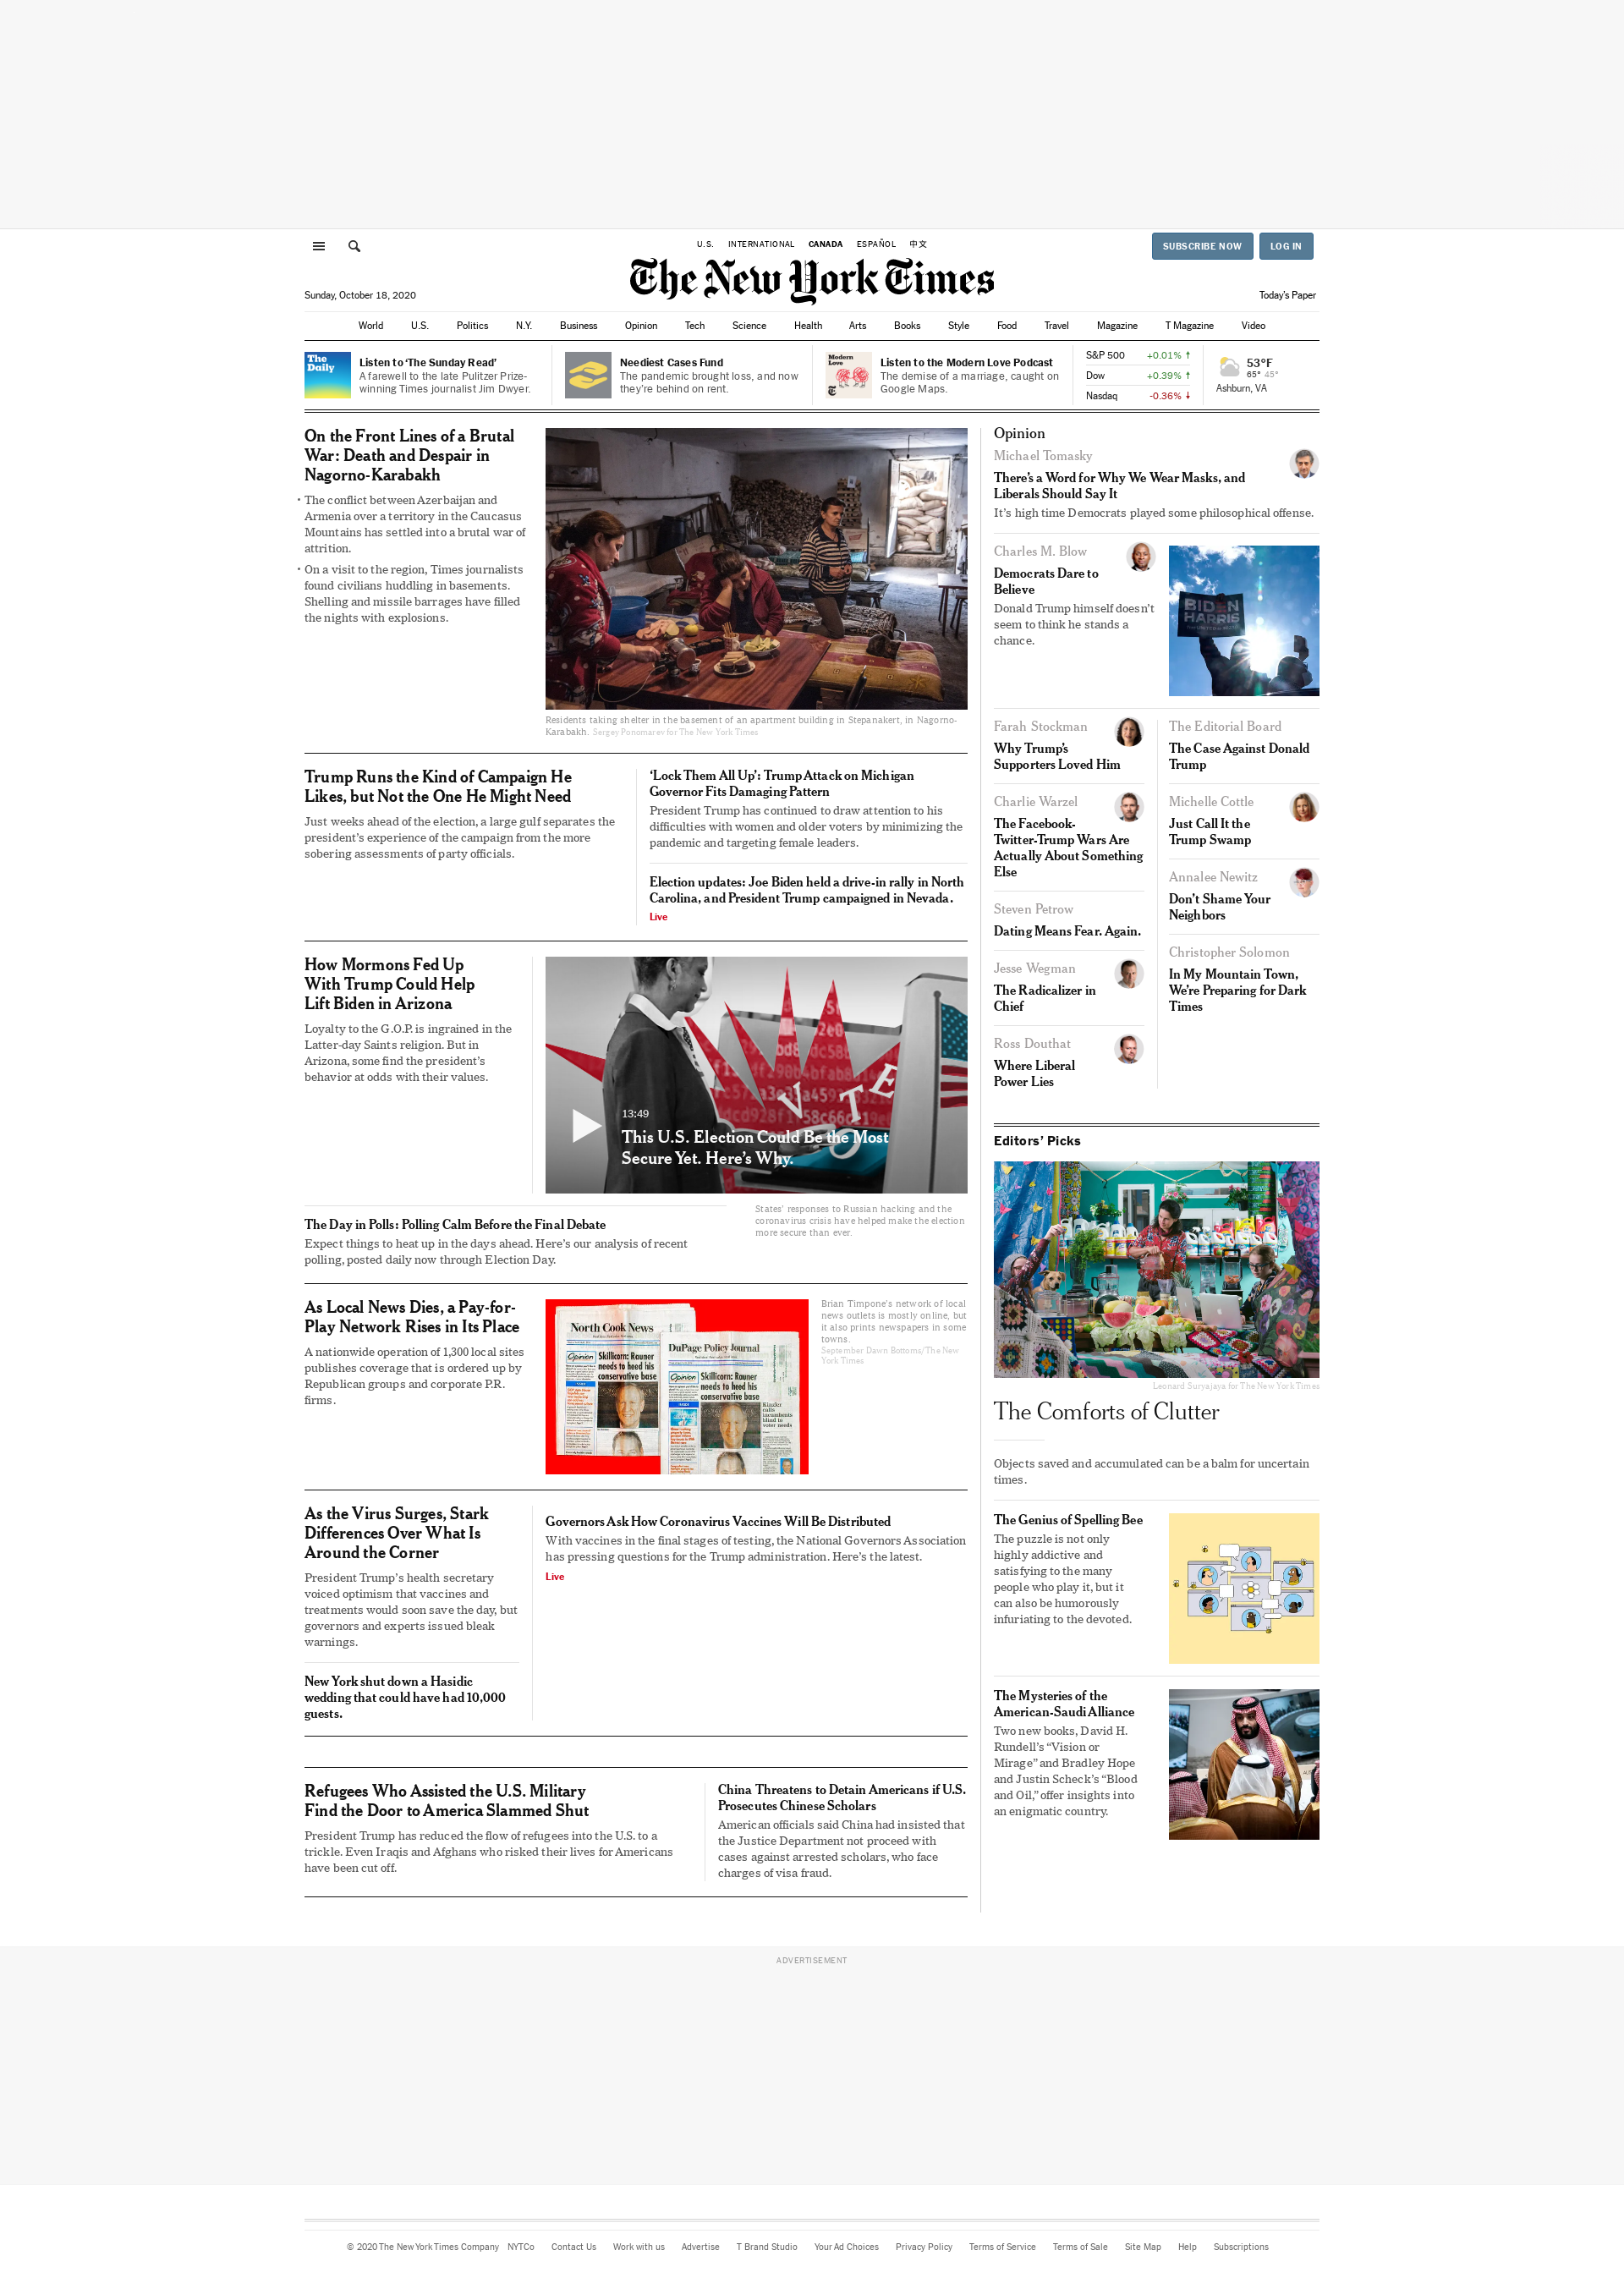 U.S. INTERNATIONAL CANADA ESPAÑOL 中文
SUBSCRIBE NOW LOG IN
The New York Times
Sunday, October 18, 2020
Today's Paper
World U.S. Politics N.Y. Business Opinion Tech Science Health Arts Books Style Food Travel Magazine T Magazine Video
The
Daily
Listen to ‘The Sunday Read’
A farewell to the late Pulitzer Prize-
winning Times journalist Jim Dwyer.
Neediest Cases Fund
The pandemic brought loss, and now
they’re behind on rent.
Modern
Love
Listen to the Modern Love Podcast
The demise of a marriage, caught on
Google Maps.
S&P 500 +0.01%
Dow +0.39%
Nasdaq -0.36%
53°F
65° 45°
Ashburn, VA
On the Front Lines of a Brutal
War: Death and Despair in
Nagorno-Karabakh
• The conflict between Azerbaijan and
Armenia over a territory in the Caucasus
Mountains has settled into a brutal war of
attrition.
• On a visit to the region, Times journalists
found civilians huddling in basements.
Shelling and missile barrages have filled
the nights with explosions.
Residents taking shelter in the basement of an apartment building in Stepanakert, in Nagorno-
Karabakh. Sergey Ponomarev for The New York Times
Trump Runs the Kind of Campaign He
Likes, but Not the One He Might Need
Just weeks ahead of the election, a large gulf separates the
president’s experience of the campaign from the more
sobering assessments of party officials.
‘Lock Them All Up’: Trump Attack on Michigan
Governor Fits Damaging Pattern
President Trump has continued to draw attention to his
difficulties with women and older voters by minimizing the
pandemic and targeting female leaders.
Election updates: Joe Biden held a drive-in rally in North
Carolina, and President Trump campaigned in Nevada.
Live
How Mormons Fed Up
With Trump Could Help
Lift Biden in Arizona
Loyalty to the G.O.P. is ingrained in the
Latter-day Saints religion. But in
Arizona, some find the president’s
behavior at odds with their values.
VOTE
13:49
This U.S. Election Could Be the Most
Secure Yet. Here’s Why.
States’ responses to Russian hacking and the
coronavirus crisis have helped make the election
more secure than ever.
The Day in Polls: Polling Calm Before the Final Debate
Expect things to heat up in the days ahead. Here’s our analysis of recent
polling, posted daily now through Election Day.
As Local News Dies, a Pay-for-
Play Network Rises in Its Place
A nationwide operation of 1,300 local sites
publishes coverage that is ordered up by
Republican groups and corporate P.R.
firms.
North Cook News
Opinion
Skillicorn: Rauner
needs to heed his
conservative base
DuPage Policy Journal
Opinion
Skillicorn: Rauner
needs to heed his
conservative base
Brian Timpone’s network of local
news outlets is mostly online, but
it also prints newspapers in some
towns.
September Dawn Bottoms/The New
York Times
As the Virus Surges, Stark
Differences Over What Is
Around the Corner
President Trump’s health secretary
voiced optimism that vaccines and
treatments would soon save the day, but
governors and experts issued bleak
warnings.
New York shut down a Hasidic
wedding that could have had 10,000
guests.
Governors Ask How Coronavirus Vaccines Will Be Distributed
With vaccines in the final stages of testing, the National Governors Association
has pressing questions for the Trump administration. Here’s the latest.
Live
Refugees Who Assisted the U.S. Military
Find the Door to America Slammed Shut
President Trump has reduced the flow of refugees into the U.S. to a
trickle. Even Iraqis and Afghans who risked their lives for Americans
have been cut off.
China Threatens to Detain Americans if U.S.
Prosecutes Chinese Scholars
American officials said China had insisted that
the Justice Department not proceed with
cases against arrested scholars, who face
charges of visa fraud.
Opinion
Michael Tomasky
There’s a Word for Why We Wear Masks, and
Liberals Should Say It
It’s high time Democrats played some philosophical offense.
Charles M. Blow
Democrats Dare to
Believe
Donald Trump himself doesn’t
seem to think he stands a
chance.
BIDEN
HARRIS
Farah Stockman
Why Trump’s
Supporters Loved Him
Charlie Warzel
The Facebook-
Twitter-Trump Wars Are
Actually About Something
Else
Steven Petrow
Dating Means Fear. Again.
Jesse Wegman
The Radicalizer in
Chief
Ross Douthat
Where Liberal
Power Lies
The Editorial Board
The Case Against Donald
Trump
Michelle Cottle
Just Call It the
Trump Swamp
Annalee Newitz
Don’t Shame Your
Neighbors
Christopher Solomon
In My Mountain Town,
We’re Preparing for Dark
Times
Editors’ Picks
Leonard Suryajaya for The New York Times
The Comforts of Clutter
Objects saved and accumulated can be a balm for uncertain
times.
The Genius of Spelling Bee
The puzzle is not only
highly addictive and
satisfying to the many
people who play it, but it
can also be humorously
infuriating to the devoted.
The Mysteries of the
American-Saudi Alliance
Two new books, David H.
Rundell’s “Vision or
Mirage” and Bradley Hope
and Justin Scheck’s “Blood
and Oil,” offer insights into
an enigmatic country.
ADVERTISEMENT
© 2020 The New York Times Company NYTCo Contact Us Work with us Advertise T Brand Studio Your Ad Choices Privacy Policy Terms of Service Terms of Sale Site Map Help Subscriptions